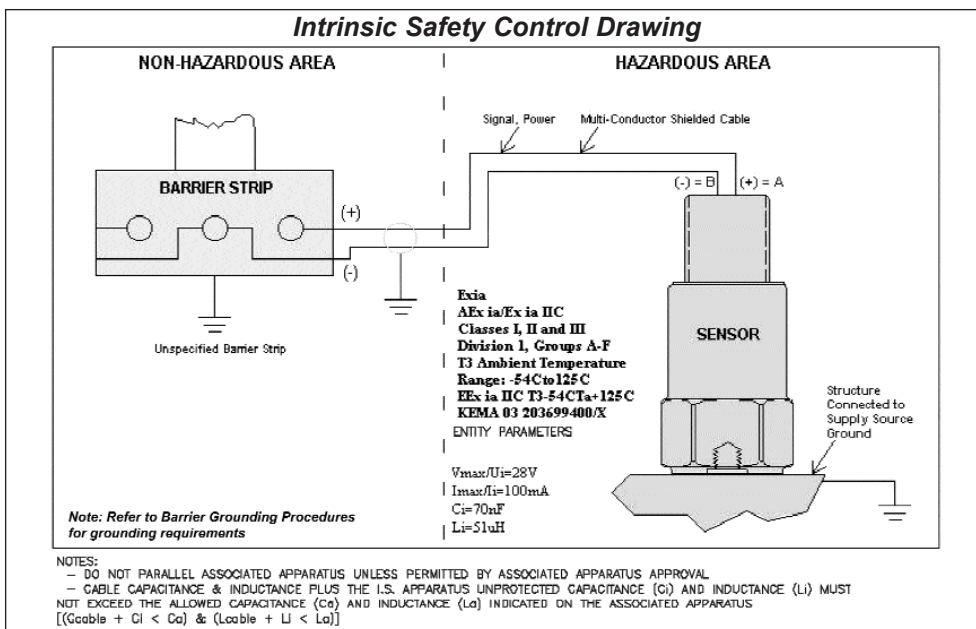 Intrinsic Safety Control Drawing
NON-HAZARDOUS AREA
HAZARDOUS AREA
Signal, Power
Multi-Conductor Shielded Cable
BARRIER STRIP
(-) = B
(+) = A
(+)
(-)
Unspecified Barrier Strip
Exia
AEx ia/Ex ia IIC
Classes I, II and III
Division 1, Groups A-F
T3 Ambient Temperature
Range: -54Cto125C
EEx ia IIC T3-54CTa+125C
KEMA 03 203699400/X
ENTITY PARAMETERS
Vmax/Ui=28V
Imax/Ii=100mA
Ci=70nF
Li=51uH
SENSOR
Structure
Connected to
Supply Source
Ground
Note: Refer to Barrier Grounding Procedures
for grounding requirements
NOTES:
– DO NOT PARALLEL ASSOCIATED APPARATUS UNLESS PERMITTED BY ASSOCIATED APPARATUS APPROVAL
– CABLE CAPACITANCE & INDUCTANCE PLUS THE I.S. APPARATUS UNPROTECTED CAPACITANCE (Ci) AND INDUCTANCE (Li) MUST
NOT EXCEED THE ALLOWED CAPACITANCE (Ca) AND INDUCTANCE (La) INDICATED ON THE ASSOCIATED APPARATUS
[(Ccable + Ci < Ca) & (Lcable + Li < La)]